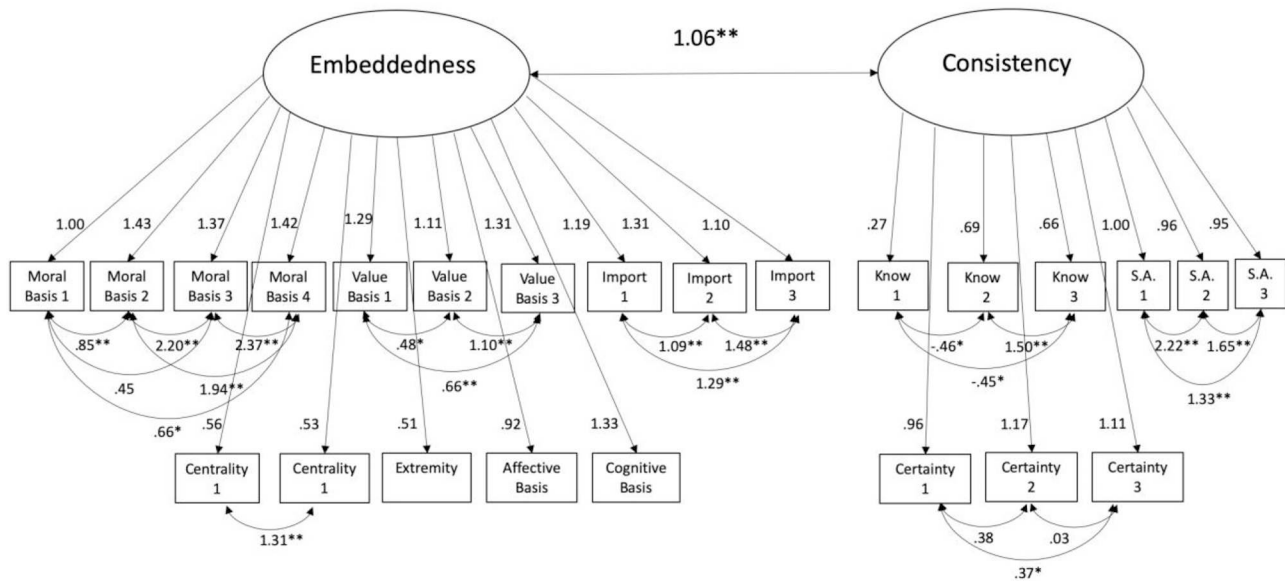 1.06**
Embeddedness
Consistency
1.00
1.43
1.37
1.42
1.29
1.11
1.31
1.19
1.31
1.10
.27
.69
.66
1.00
.96
.95
Moral
Basis 1
Moral
Basis 2
Moral
Basis 3
Moral
Basis 4
Value
Basis 1
Value
Basis 2
Value
Basis 3
Import
1
Import
2
Import
3
Know
1
Know
2
Know
3
S.A.
1
S.A.
2
S.A.
3
.85**
2.20**
2.37**
.48*
1.10**
1.09**
1.48**
-.46*
1.50**
2.22**
1.65**
.45
1.94**
.66**
1.29**
-.45*
1.33**
.66*
.56
.53
.51
.92
1.33
.96
1.17
1.11
Centrality
1
Centrality
1
Extremity
Affective
Basis
Cognitive
Basis
Certainty
1
Certainty
2
Certainty
3
1.31**
.38
.03
.37*